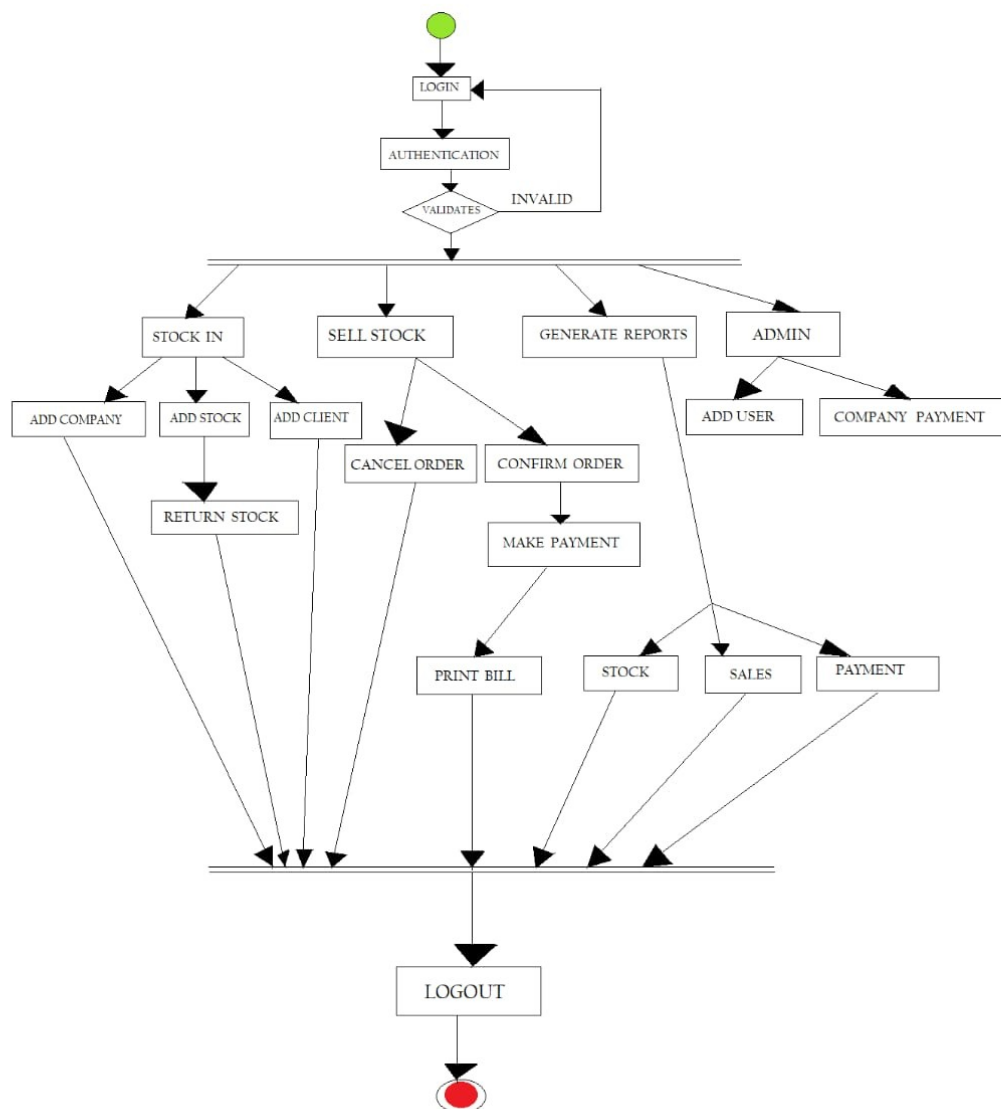 LOGIN
AUTHENTICATION
VALIDATES
INVALID
STOCK IN
SELL STOCK
GENERATE REPORTS
ADMIN
ADD COMPANY
ADD STOCK
ADD CLIENT
ADD USER
COMPANY PAYMENT
CANCEL ORDER
CONFIRM ORDER
RETURN STOCK
MAKE PAYMENT
PRINT BILL
STOCK
SALES
PAYMENT
LOGOUT